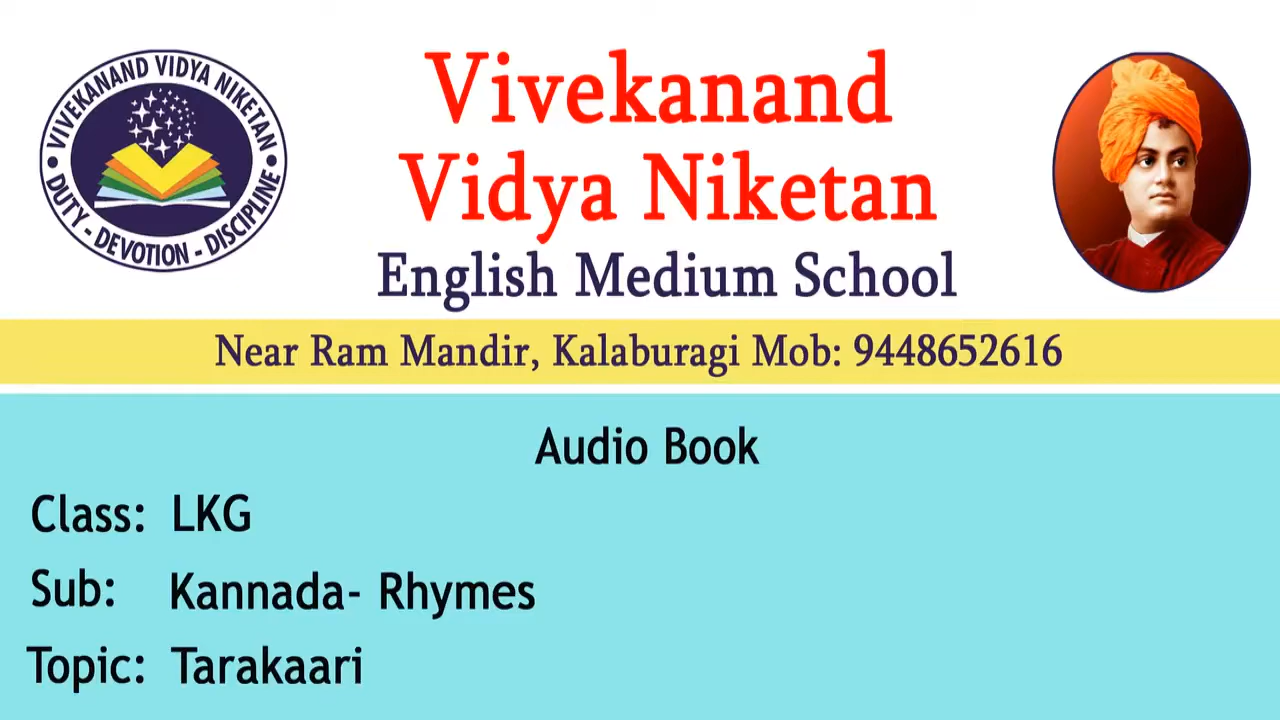 VIVEKANAND VIDYA NIKETAN
DUTY - DEVOTION - DISCIPLINE
Vivekanand
Vidya Niketan
English Medium School
Near Ram Mandir, Kalaburagi Mob: 9448652616
Audio Book
Class: LKG
Sub: Kannada- Rhymes
Topic: Tarakaari